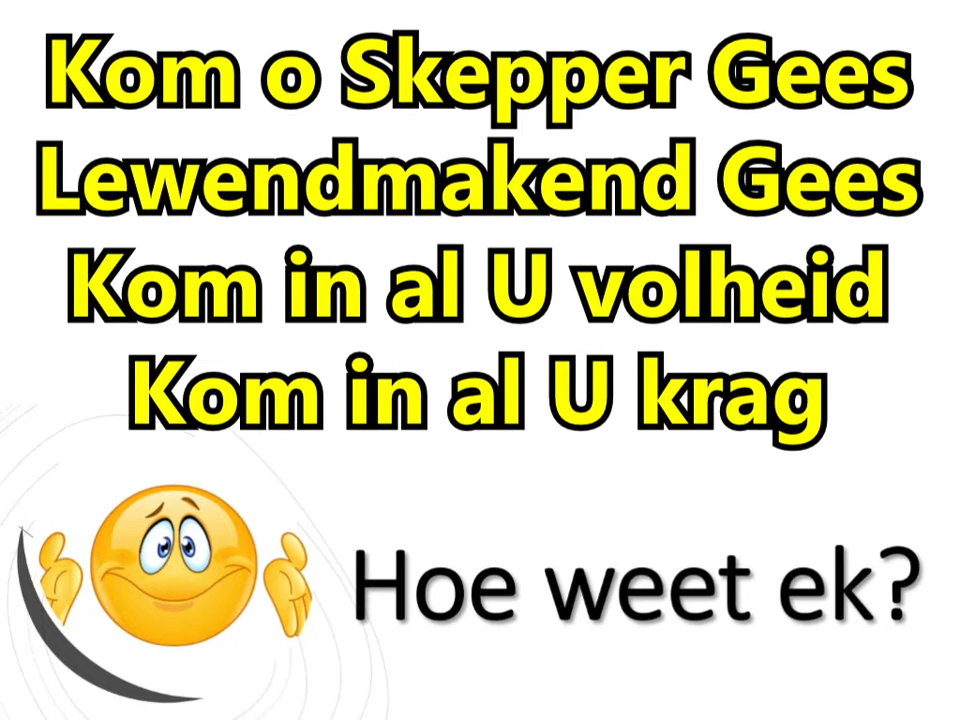 Kom o Skepper Gees
Lewendmakend Gees
Kom in al U volheid
Kom in al U krag
Hoe weet ek?